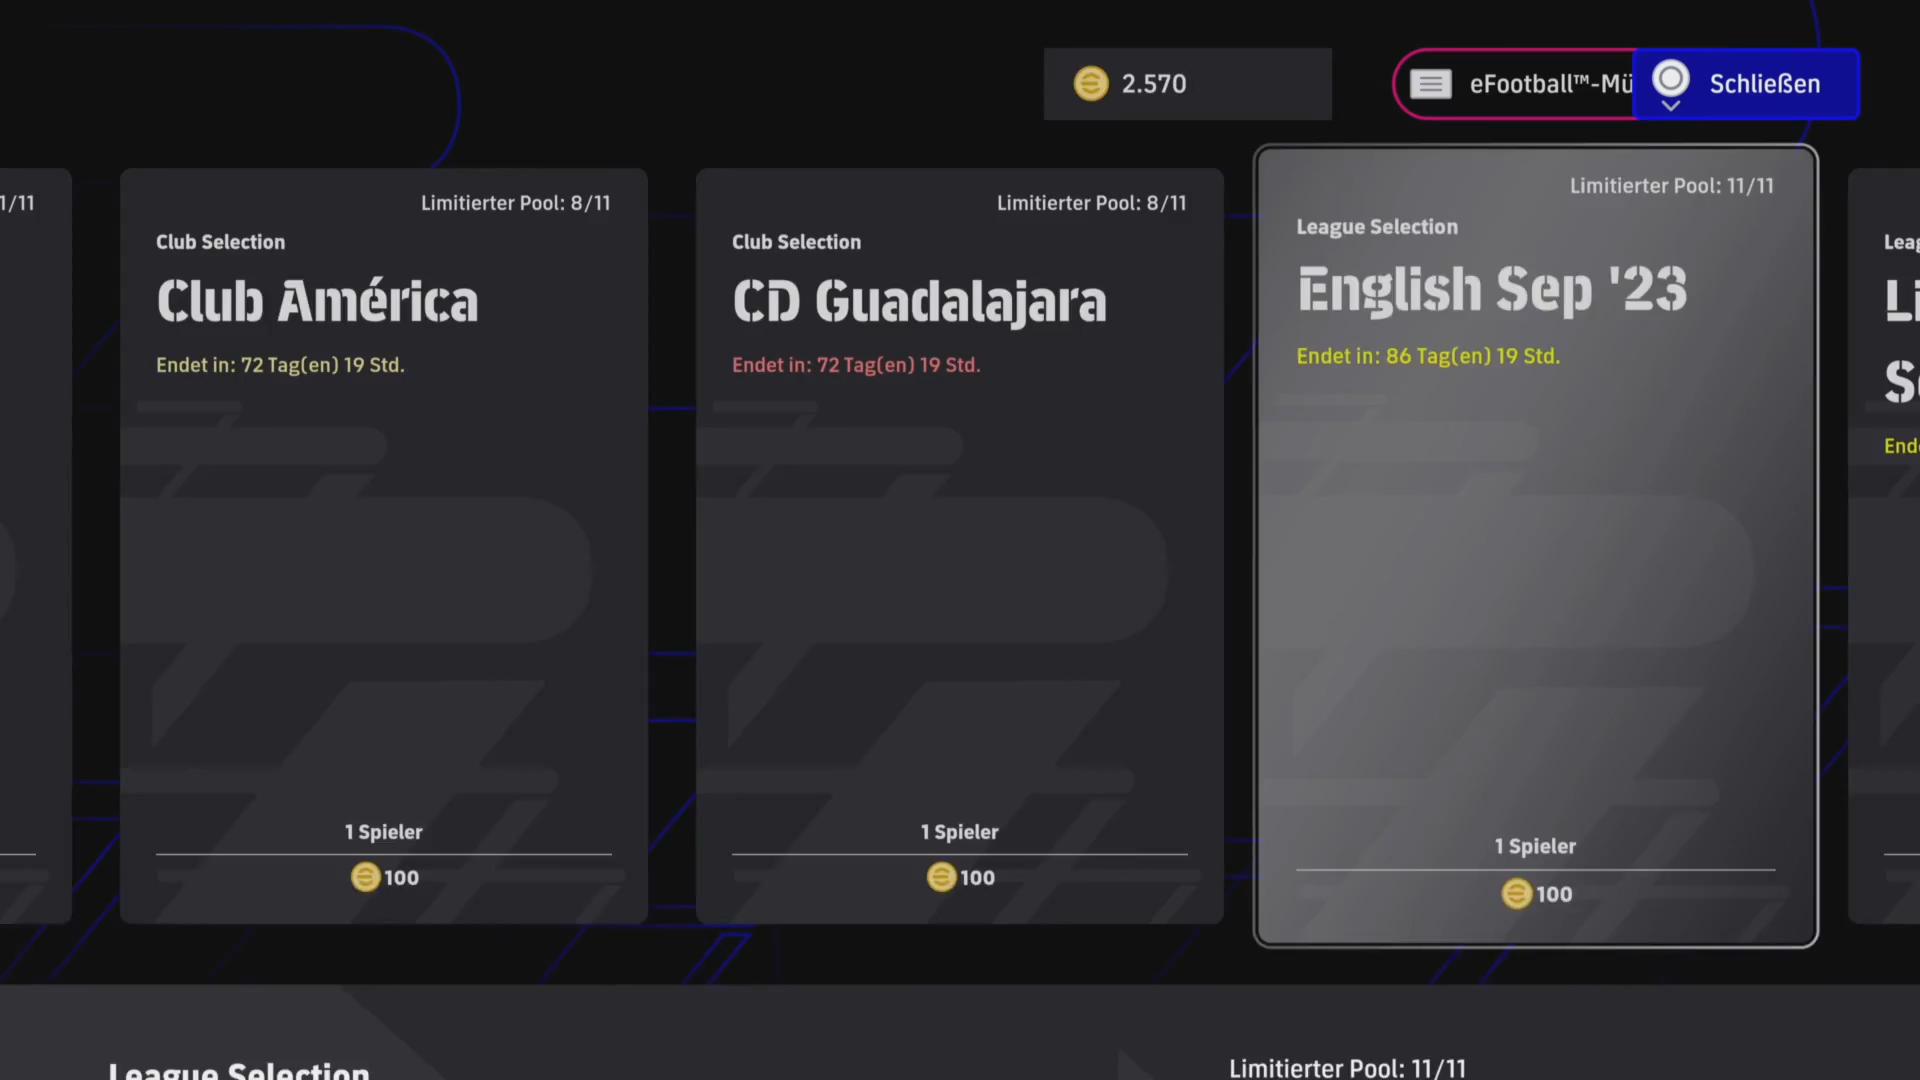 2.570
eFootball™-Mü
Schließen
1/11
Limitierter Pool: 8/11
Club Selection
Club América
Endet in: 72 Tag(en) 19 Std.
1 Spieler
100
Limitierter Pool: 8/11
Club Selection
CD Guadalajara
Endet in: 72 Tag(en) 19 Std.
1 Spieler
100
Limitierter Pool: 11/11
League Selection
English Sep '23
Endet in: 86 Tag(en) 19 Std.
1 Spieler
100
League Selection
Limitierter Pool: 11/11